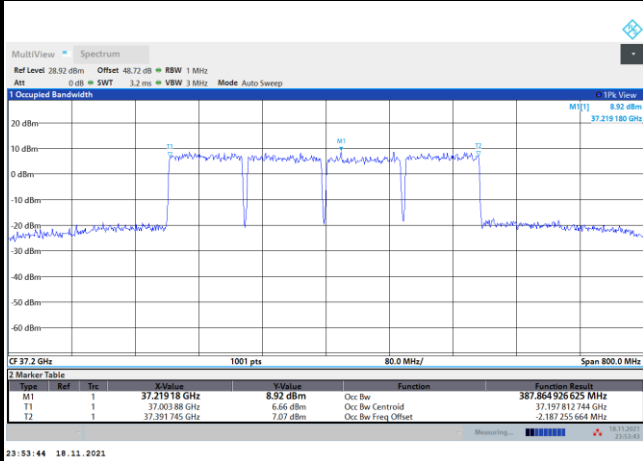 MultiView Spectrum
Ref Level 28.92 dBm Offset 48.72 dB RBW 1 MHz
Att 0 dB SWT 3.2 ms VBW 3 MHz Mode Auto Sweep
1 Occupied Bandwidth 1Pk View
M1[1] 8.92 dBm
37.219 180 GHz
20 dBm
M1
T1 T2
10 dBm
0 dBm
-10 dBm
-20 dBm
-30 dBm
-40 dBm
-50 dBm
-60 dBm
CF 37.2 GHz 1001 pts 80.0 MHz/ Span 800.0 MHz
2 Marker Table
Type Ref Trc X-Value Y-Value Function Function Result
M1 1 37.21918 GHz 8.92 dBm Occ Bw 387.864 926 625 MHz
T1 1 37.003 88 GHz 6.66 dBm Occ Bw Centroid 37.197 812 744 GHz
T2 1 37.391 745 GHz 7.07 dBm Occ Bw Freq Offset -2.187 255 664 MHz
Measuring... 18.11.2021
23:53:43
23:53:44 18.11.2021